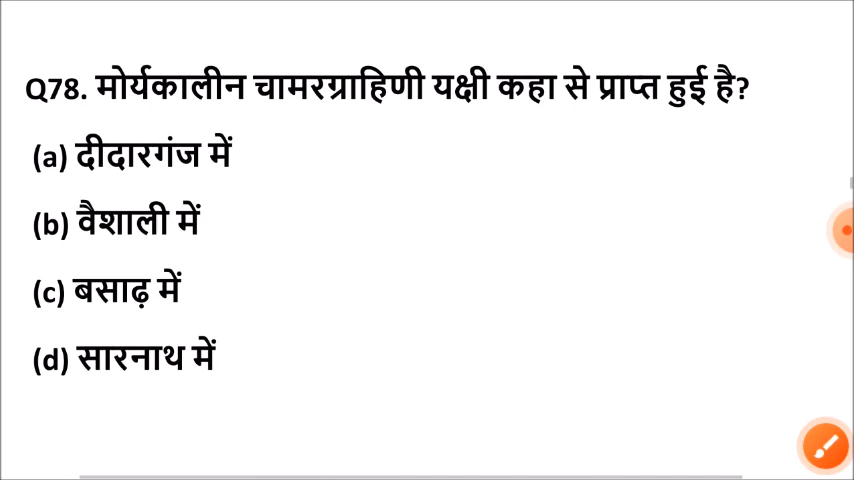 Q78. मोर्यकालीन चामरग्राहिणी यक्षी कहा से प्राप्त हुई है?
(a) दीदारगंज में
(b) वैशाली में
(c) बसाढ़ में
(d) सारनाथ में